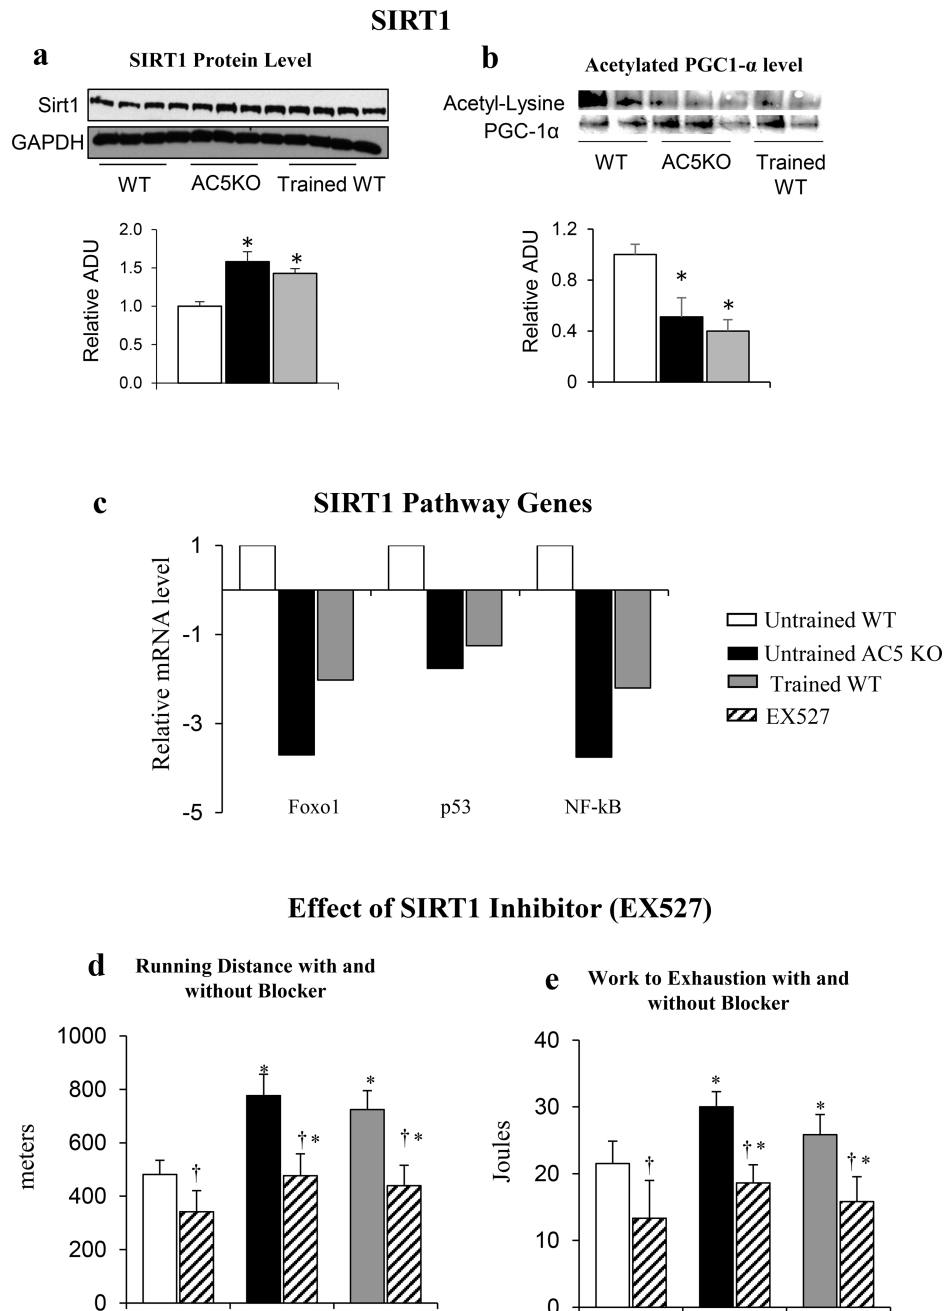 SIRT1
a
SIRT1 Protein Level
Sirt1
GAPDH
WT
AC5KO
Trained WT
Relative ADU
2.0
1.5
1.0
0.5
0.0
*
*
b
Acetylated PGC1-α level
Acetyl-Lysine
PGC-1α
WT
AC5KO
Trained
WT
Relative ADU
1.2
0.8
0.4
0
*
*
c
SIRT1 Pathway Genes
Relative mRNA level
1
-1
-3
-5
Foxo1
p53
NF-kB
Untrained WT
Untrained AC5 KO
Trained WT
EX527
Effect of SIRT1 Inhibitor (EX527)
d
Running Distance with and
without Blocker
meters
1000
800
600
400
200
0
†
*
† *
*
† *
e
Work to Exhaustion with and
without Blocker
Joules
40
30
20
10
0
†
*
† *
*
† *